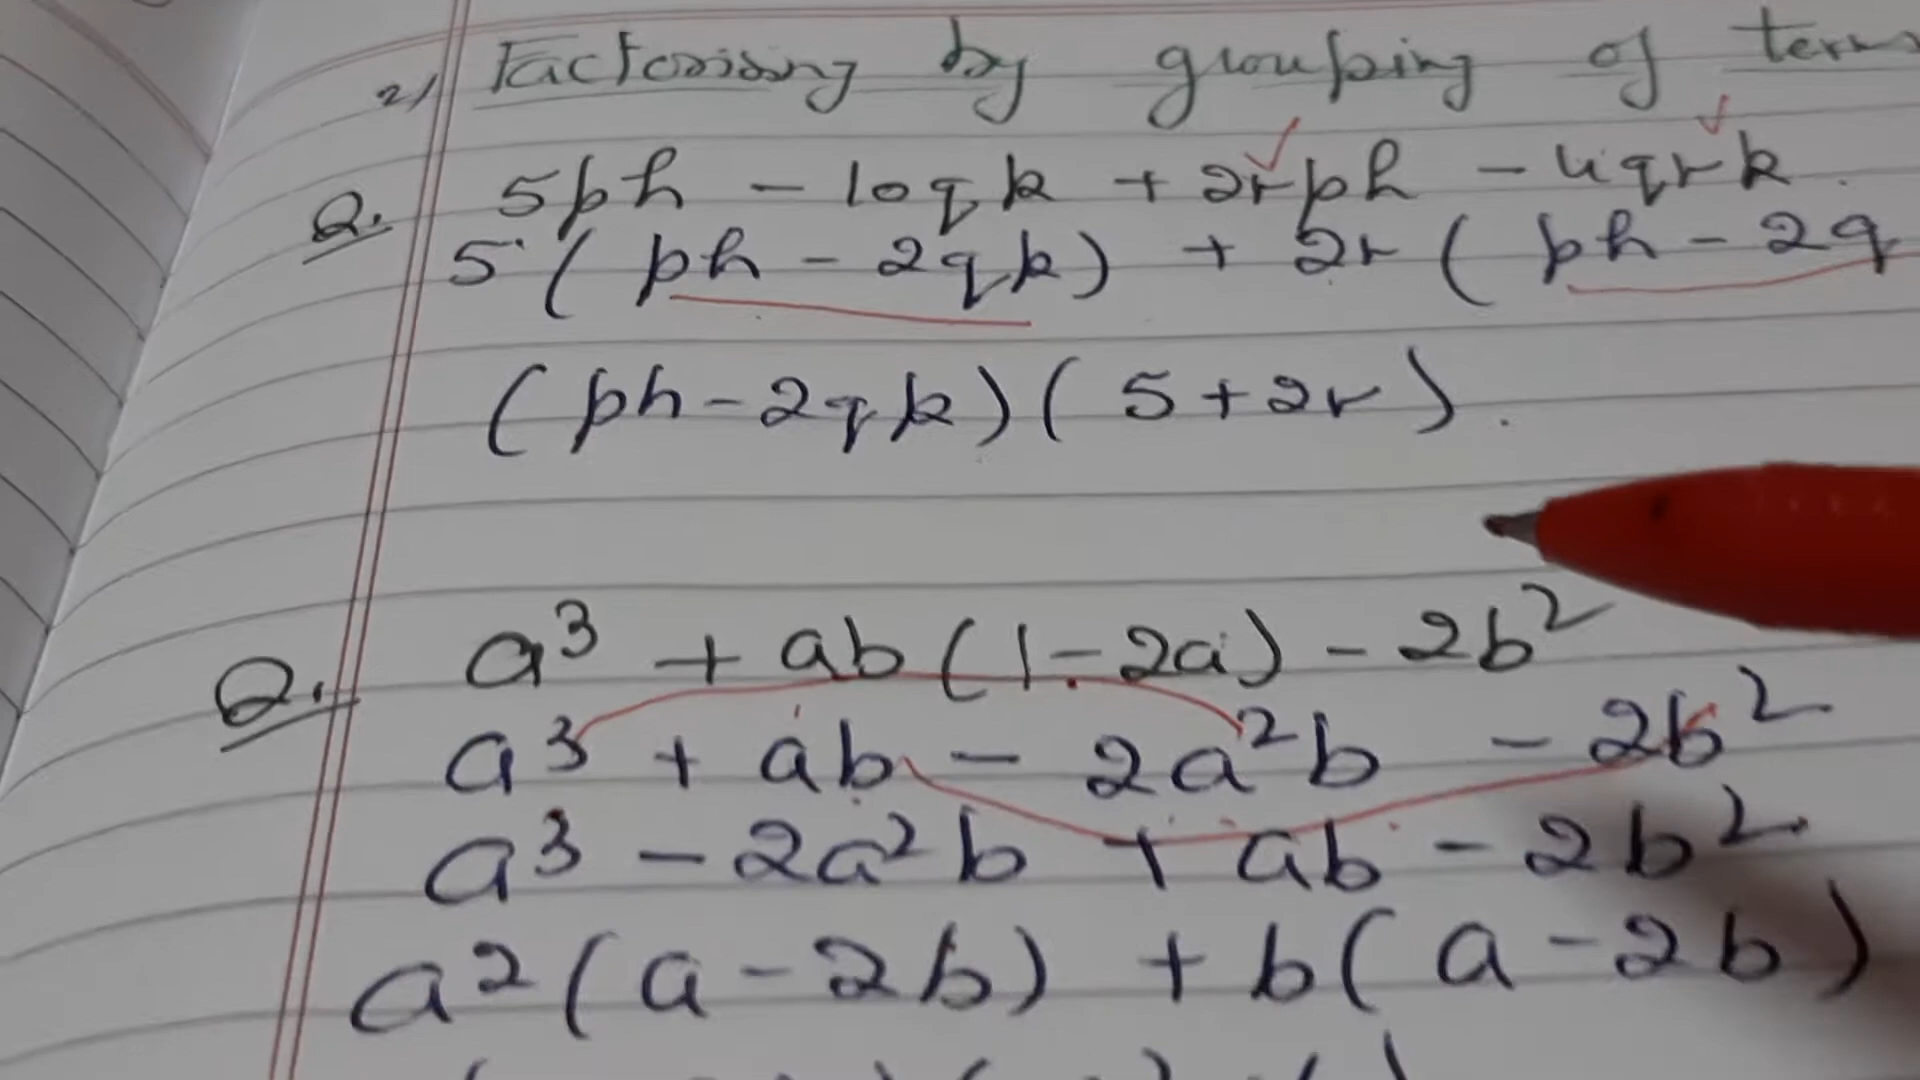 2) Factorising by grouping of terms
Q. 5ph - 10qk + 2rph - 4qrk.
5(ph - 2qk) + 2r(ph - 2q
(ph - 2qk)(5 + 2r).
Q. a³ + ab(1 - 2a) - 2b²
a³ + ab - 2a²b - 2b²
a³ - 2a²b + ab - 2b²
a²(a - 2b) + b(a - 2b)